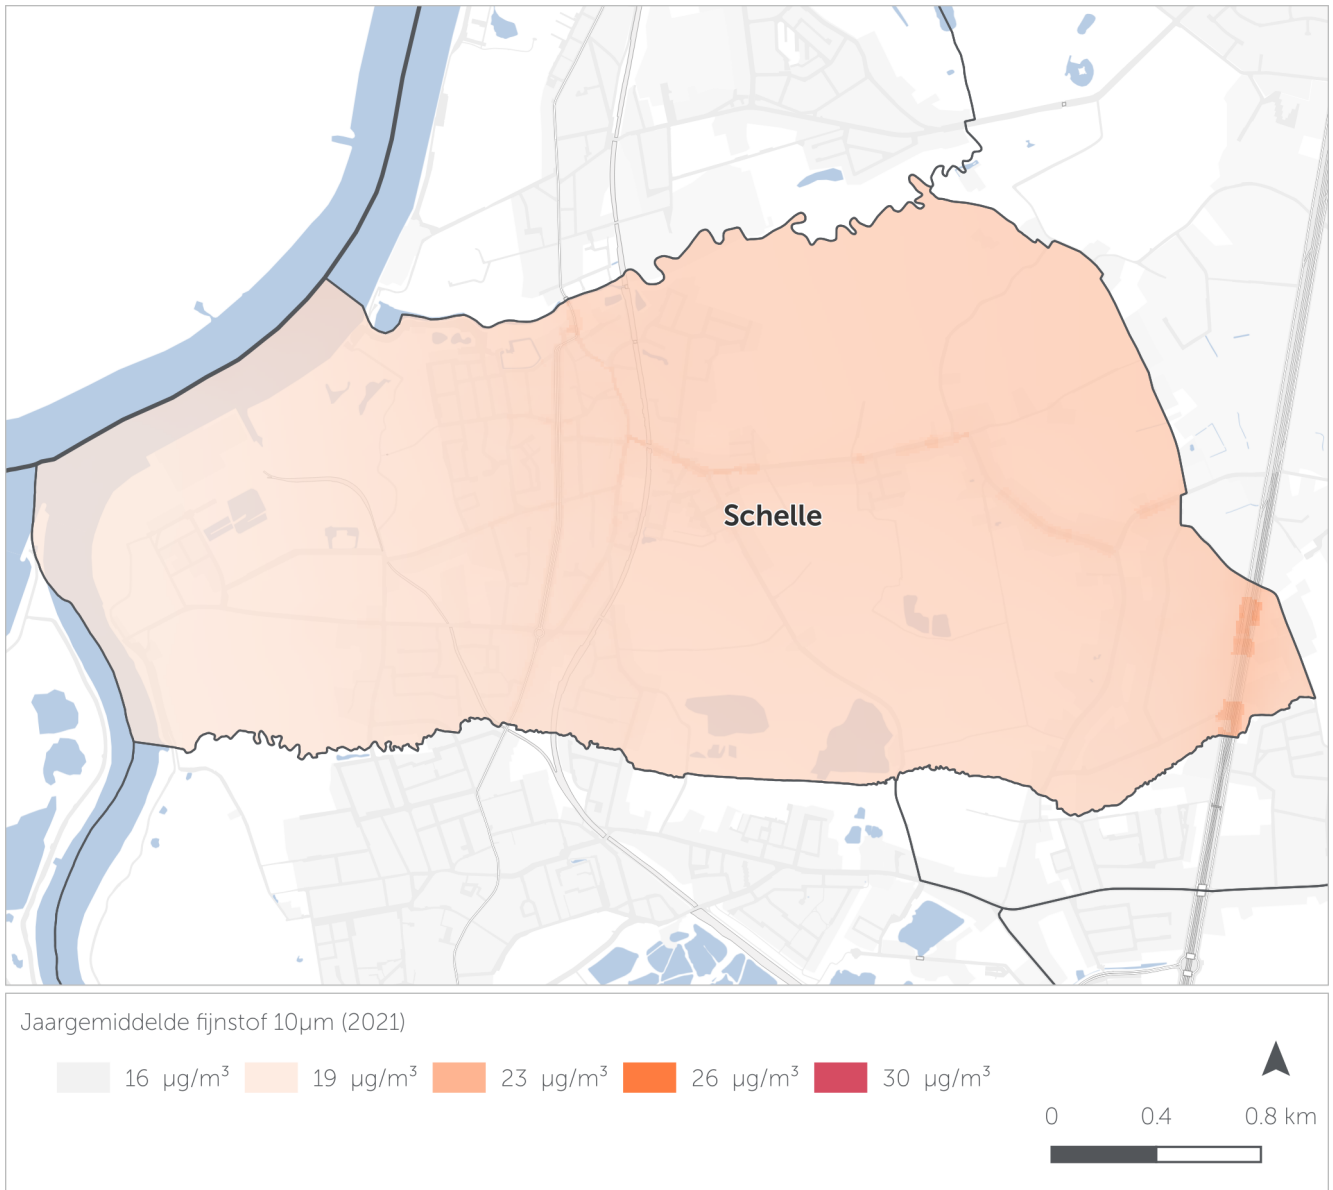 Schelle
Jaargemiddelde fijnstof 10µm (2021)
16 µg/m³ 19 µg/m³ 23 µg/m³ 26 µg/m³ 30 µg/m³
0 0.4 0.8 km